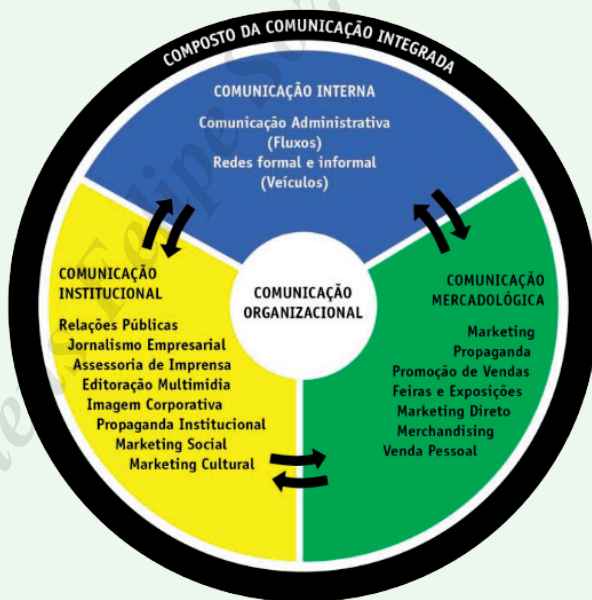 COMPOSTO DA COMUNICAÇÃO INTEGRADA
COMUNICAÇÃO INTERNA
Comunicação Administrativa
(Fluxos)
Redes formal e informal
(Veículos)
COMUNICAÇÃO
INSTITUCIONAL
Relações Públicas
Jornalismo Empresarial
Assessoria de Imprensa
Editoração Multimidia
Imagem Corporativa
Propaganda Institucional
Marketing Social
Marketing Cultural
COMUNICAÇÃO
ORGANIZACIONAL
COMUNICAÇÃO
MERCADOLÓGICA
Marketing
Propaganda
Promoção de Vendas
Feiras e Exposições
Marketing Direto
Merchandising
Venda Pessoal
Felipe